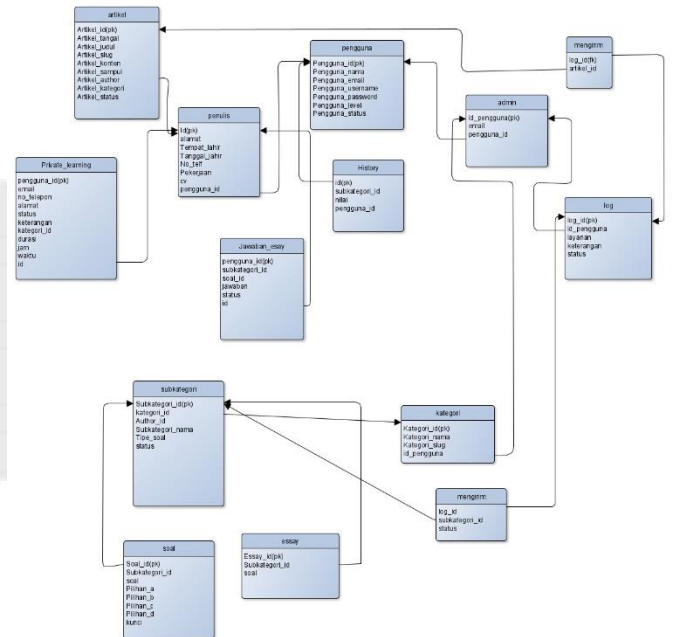 artikel
Artikel_id(pk)
Artikel_tangal
Artikel_judul
Artikel_slug
Artikel_konten
Artikel_sampul
Artikel_author
Artikel_kategori
Artikel_status
pengguna
Pengguna_id(pk)
Pengguna_nama
Pengguna_email
Pengguna_username
Pengguna_password
Pengguna_level
Pengguna_status
mengirim
log_id(fk)
artikel_id
admin
id_pengguna(pk)
email
pengguna_id
penulis
Id(pk)
alamat
Tempat_lahir
Tanggal_lahir
No_telf
Pekerjaan
cv
pengguna_id
Private_learning
pengguna_id(pk)
email
no_telepon
alamat
status
keterangan
kategori_id
durasi
jam
waktu
id
History
id(pk)
subkategori_id
nilai
pengguna_id
log
log_id(pk)
id_pengguna
layanan
keterangan
status
Jawaban_esay
pengguna_id(pk)
subkategori_id
soal_id
jawaban
status
id
subkategori
Subkategori_id(pk)
kategori_id
Author_id
Subkategori_nama
Tipe_soal
status
kategori
Kategori_id(pk)
Kategori_nama
Kategori_slug
id_pengguna
mengirim
log_id
subkategori_id
status
soal
Soal_id(pk)
Subkategori_id
soal
Pilihan_a
Pilihan_b
Pilihan_c
Pilihan_d
kunci
essay
Essay_id(pk)
Subkategori_id
soal